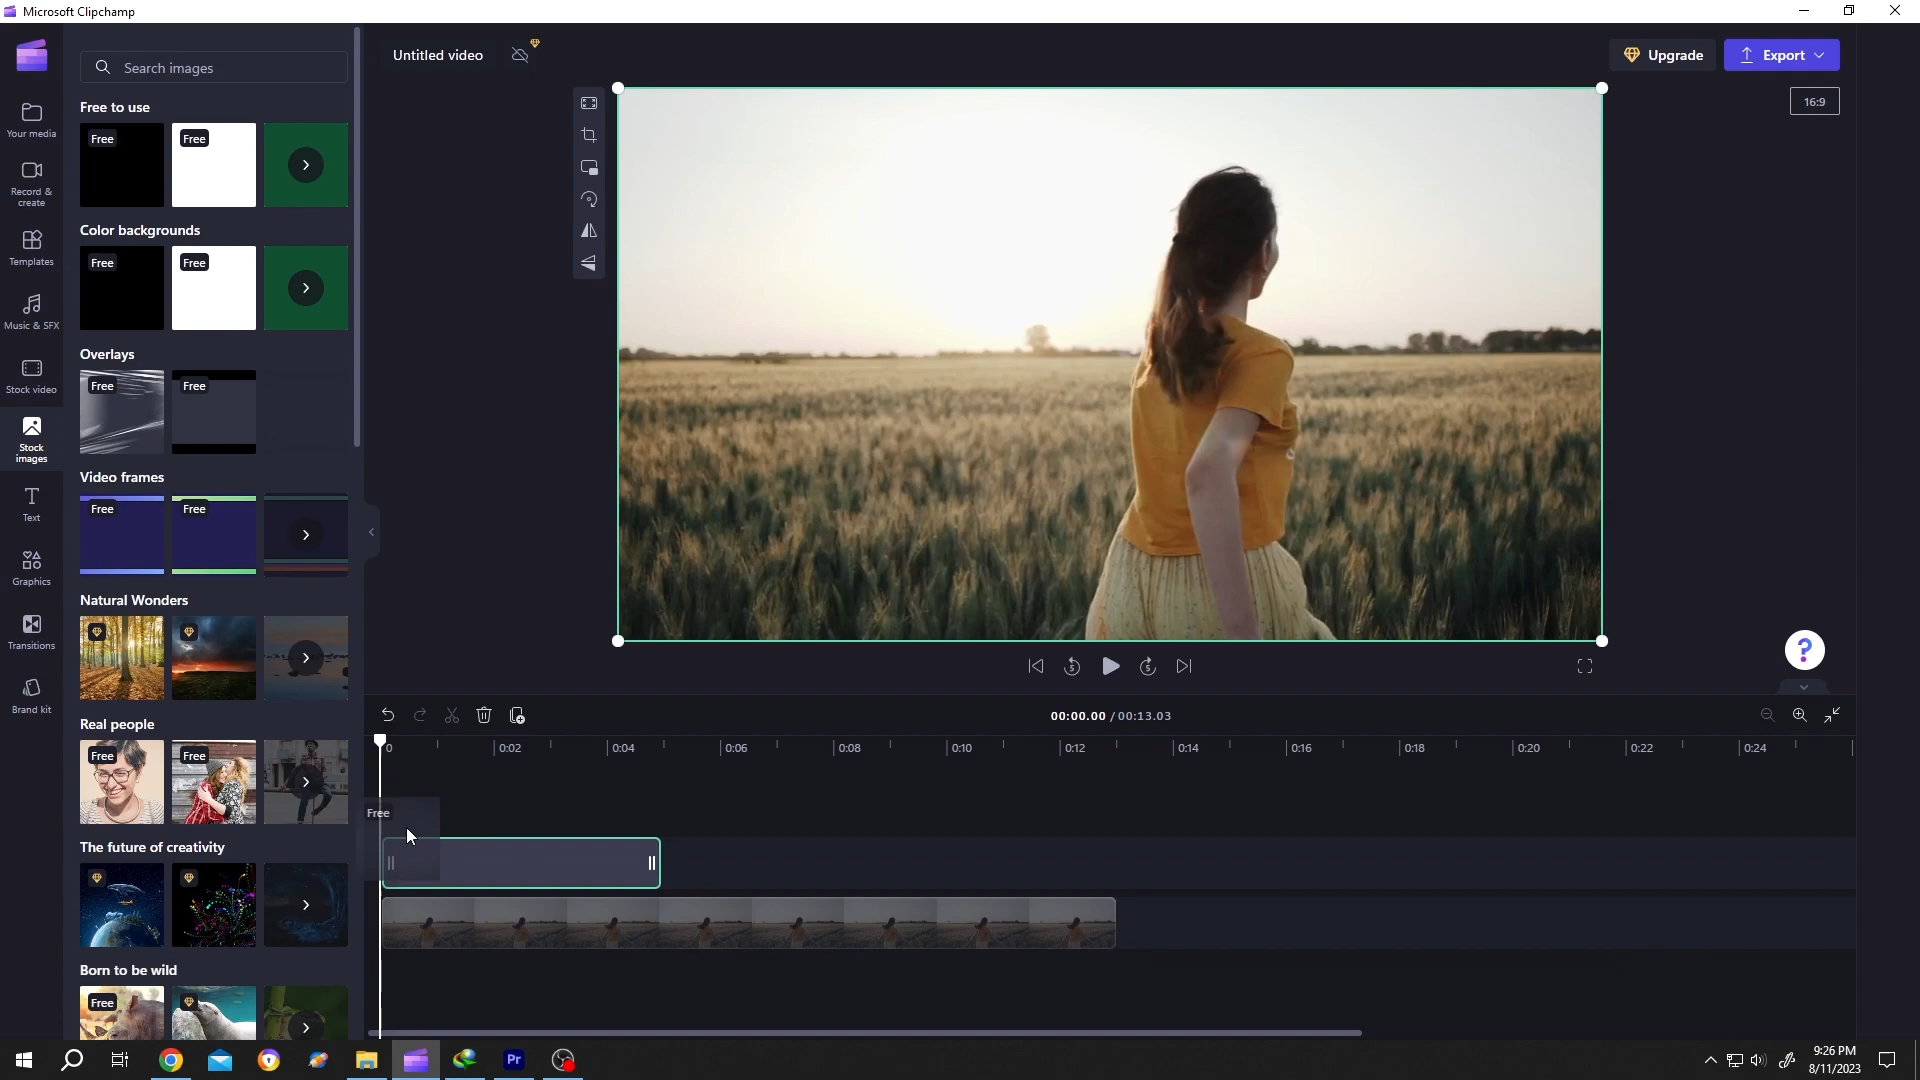 Microsoft Clipchamp
Search images
Untitled video
Upgrade
Export
16:9
Your media
Record &
create
Templates
Music & SFX
Stock video
Stock
images
Text
Graphics
Transitions
Brand kit
Free to use
Free
Free
Color backgrounds
Free
Free
Overlays
Free
Free
Video frames
Free
Free
Natural Wonders
Real people
Free
Free
The future of creativity
Born to be wild
Free
5
5
?
00:00.00 / 00:13.03
0
0:02
0:04
0:06
0:08
0:10
0:12
0:14
0:16
0:18
0:20
0:22
0:24
Free
Pr
9:26 PM
8/11/2023